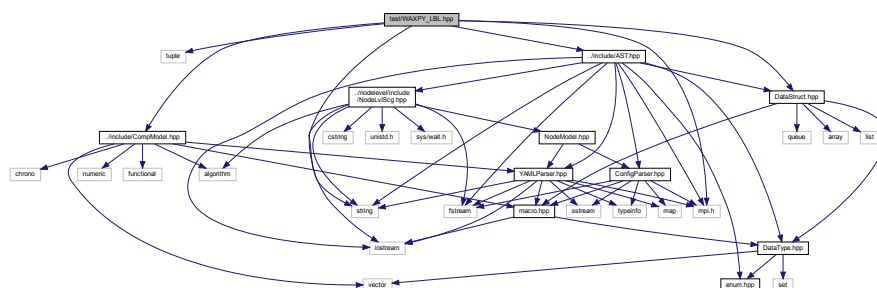 test/WAXPY_LBL.hpp
tuple
../include/AST.hpp
../nodelevel/include
/NodeLvlScg.hpp
DataStruct.hpp
../include/CompModel.hpp
cstring
unistd.h
sys/wait.h
NodeModel.hpp
queue
array
list
chrono
numeric
functional
algorithm
YAMLParser.hpp
ConfigParser.hpp
string
fstream
macro.hpp
sstream
typeinfo
map
mpi.h
iostream
DataType.hpp
vector
enum.hpp
set